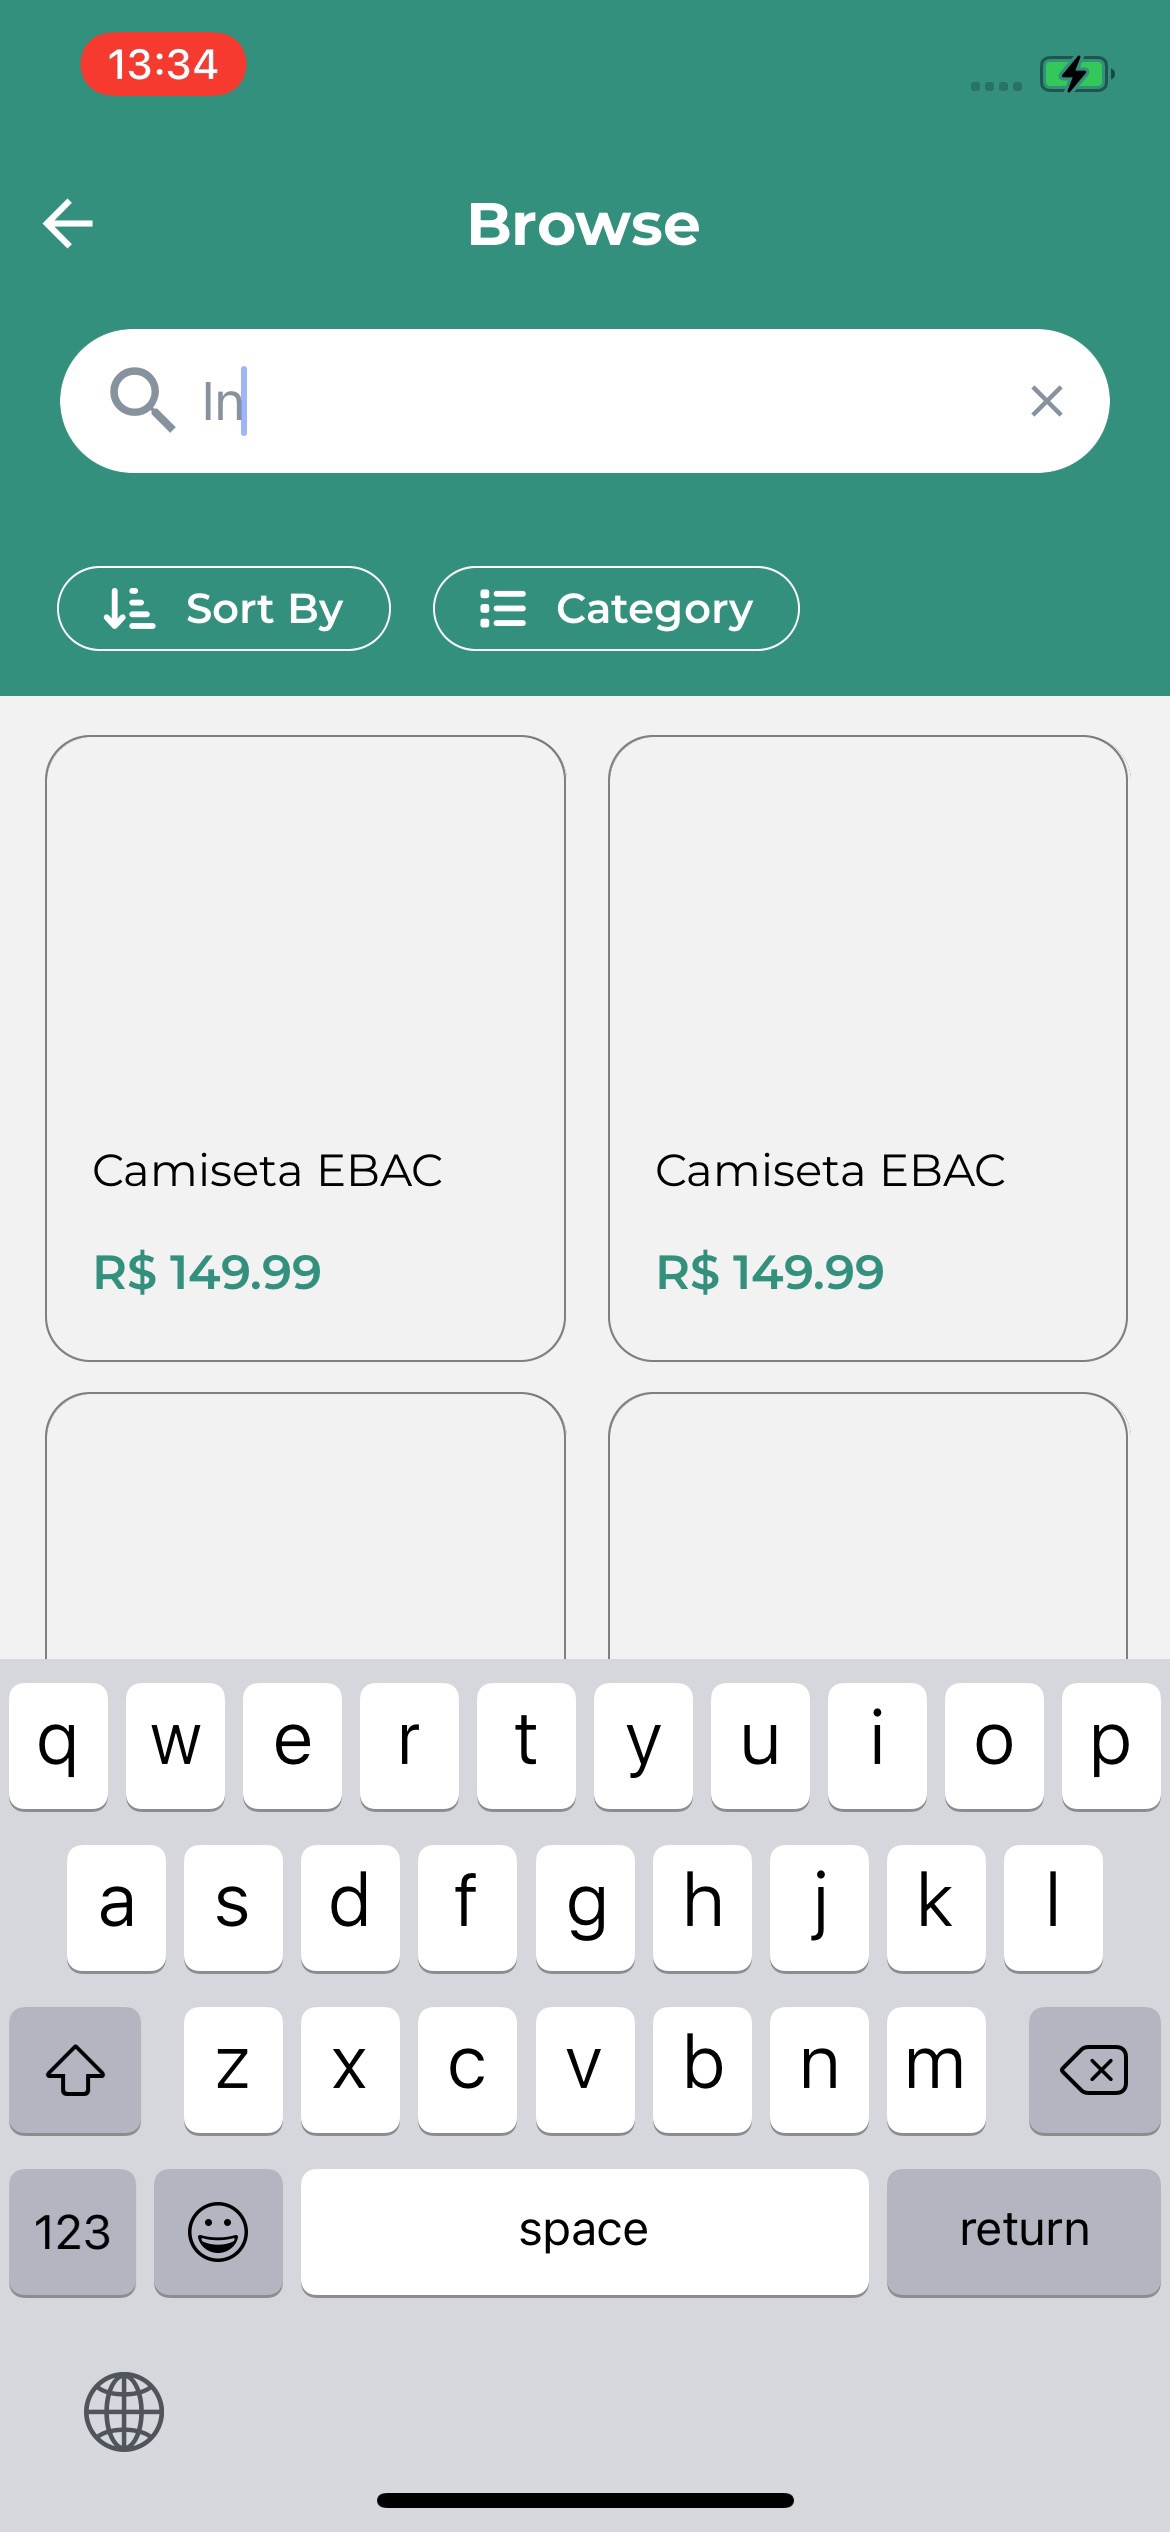 13:34
Browse
In
Sort By
Category
Camiseta EBAC
Camiseta EBAC
R$ 149.99
R$ 149.99
q w e r t y u i o p
a s d f g h j k l
z x c v b n m
123 space return